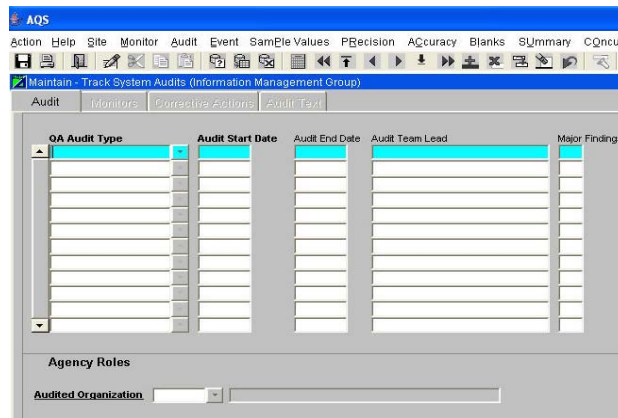 AQS
Action Help Site Monitor Audit Event SamPle Values PRecision ACcuracy Blanks SUmmary COncu
Maintain - Track System Audits (Information Management Group)
Audit Monitors Corrective Actions Audit Text
QA Audit Type Audit Start Date Audit End Date Audit Team Lead Major Finding
Agency Roles
Audited Organization